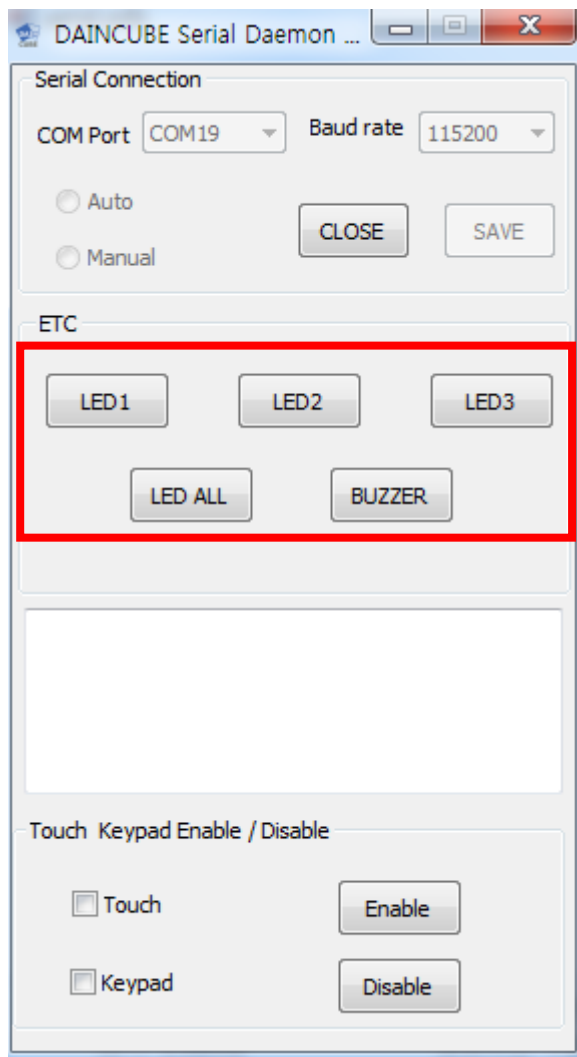 DAINCUBE Serial Daemon ...
Serial Connection
COM Port COM19 Baud rate 115200
Auto
Manual
CLOSE SAVE
ETC
LED1 LED2 LED3
LED ALL BUZZER
Touch Keypad Enable / Disable
Touch Enable
Keypad Disable